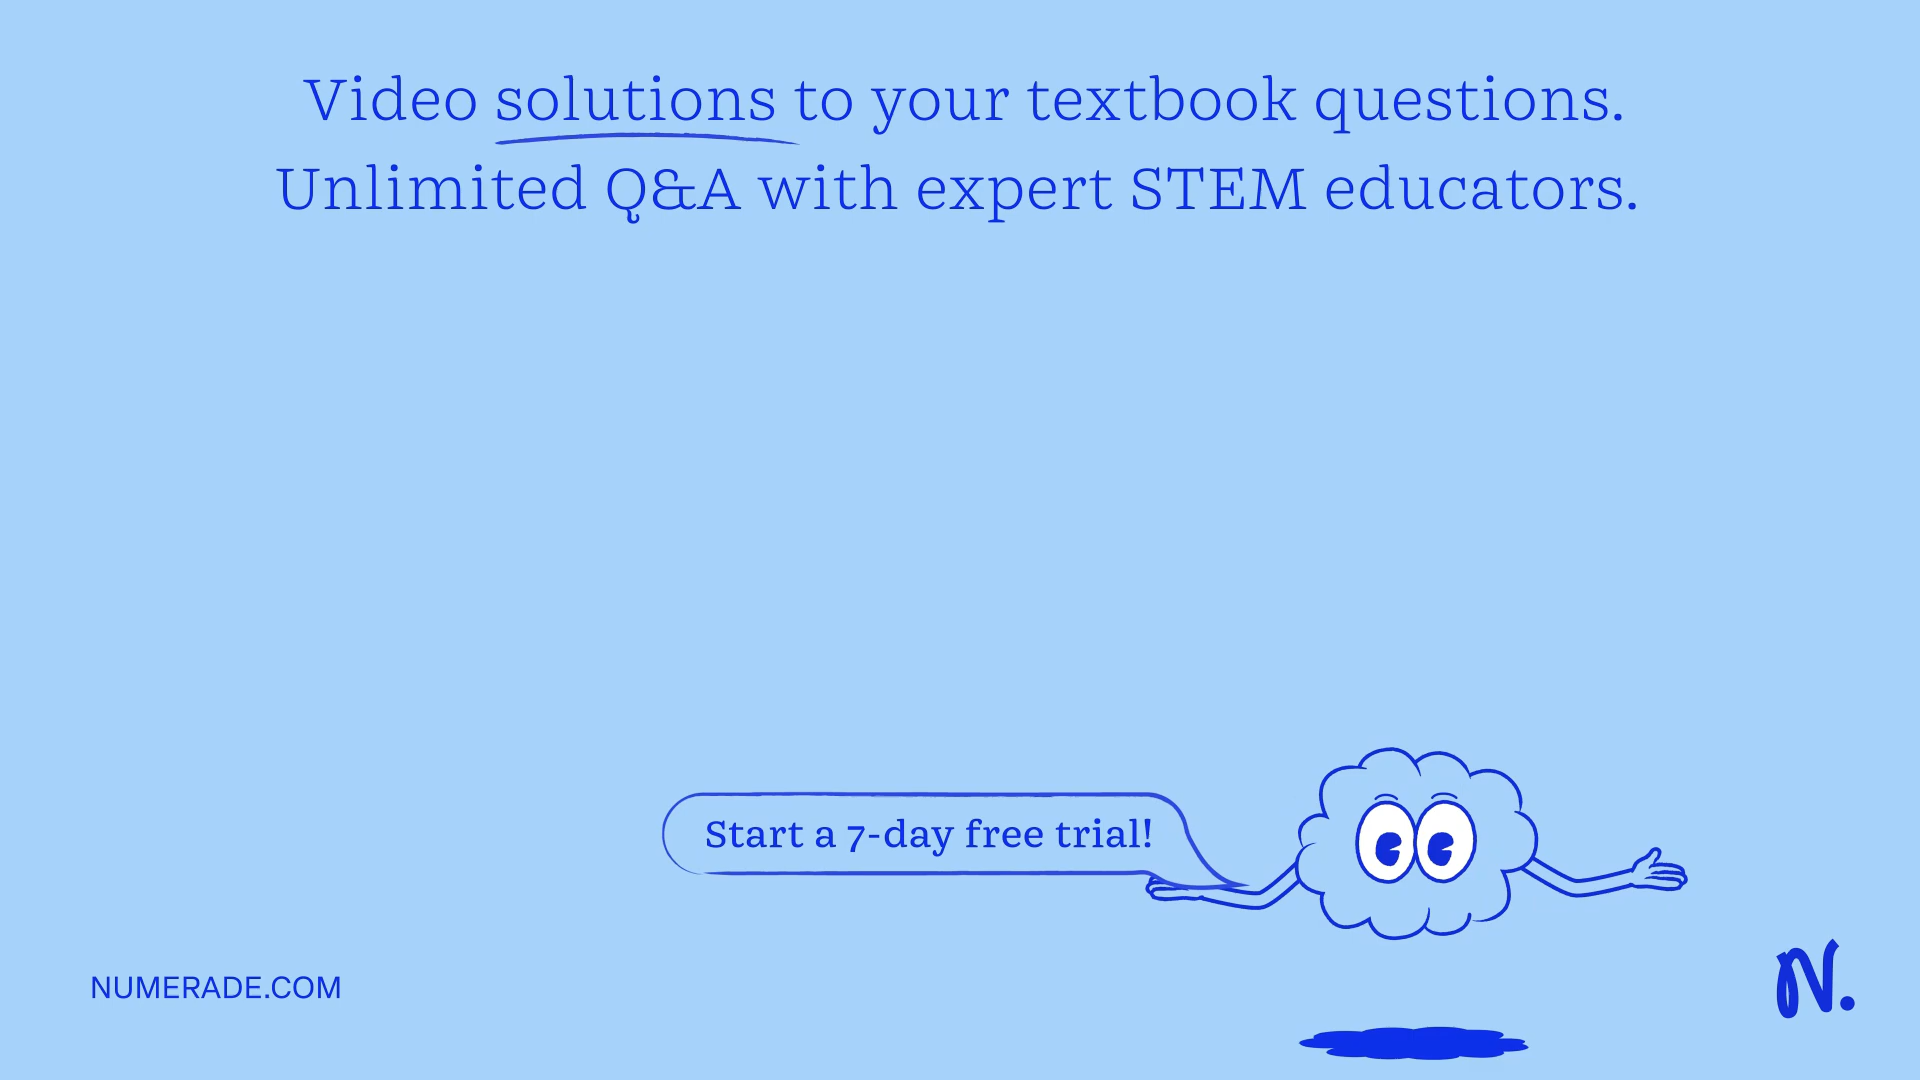 Video solutions to your textbook questions.
Unlimited Q&A with expert STEM educators.
Start a 7-day free trial!
NUMERADE.COM
N.